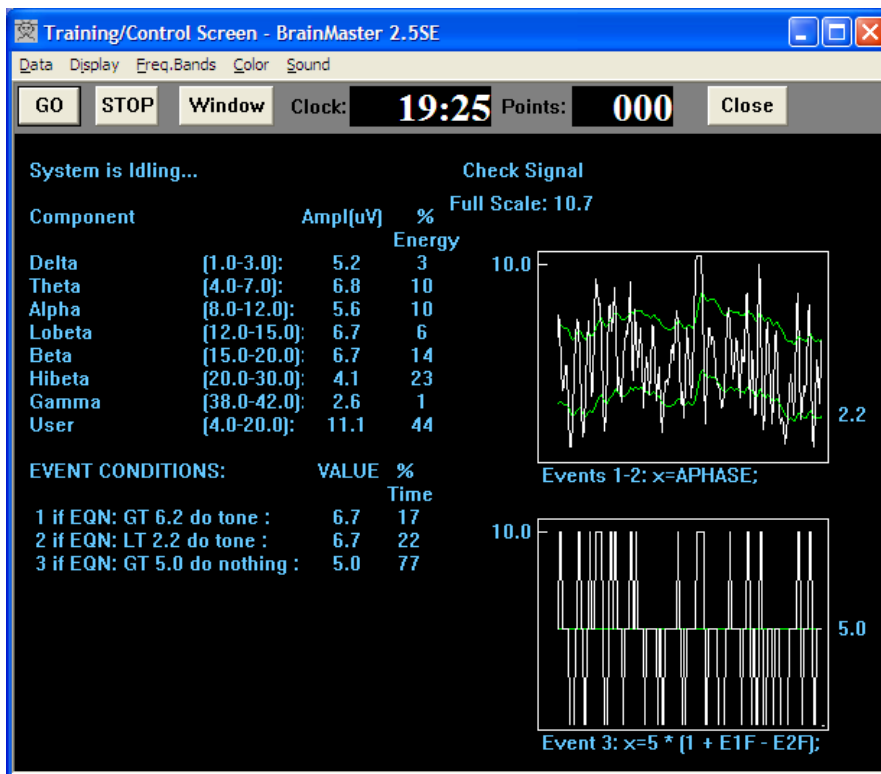 Training/Control Screen - BrainMaster 2.5SE
Data Display Freq.Bands Color Sound
GO STOP Window Clock: 19:25 Points: 000 Close
System is Idling... Check Signal
Full Scale: 10.7
Component Ampl(uV) %
Energy
Delta (1.0-3.0): 5.2 3
Theta (4.0-7.0): 6.8 10
Alpha (8.0-12.0): 5.6 10
Lobeta (12.0-15.0): 6.7 6
Beta (15.0-20.0): 6.7 14
Hibeta (20.0-30.0): 4.1 23
Gamma (38.0-42.0): 2.6 1
User (4.0-20.0): 11.1 44
EVENT CONDITIONS: VALUE %
Time
1 if EQN: GT 6.2 do tone : 6.7 17
2 if EQN: LT 2.2 do tone : 6.7 22
3 if EQN: GT 5.0 do nothing : 5.0 77
10.0
2.2
Events 1-2: x=APHASE;
10.0
5.0
Event 3: x=5 * (1 + E1F - E2F);